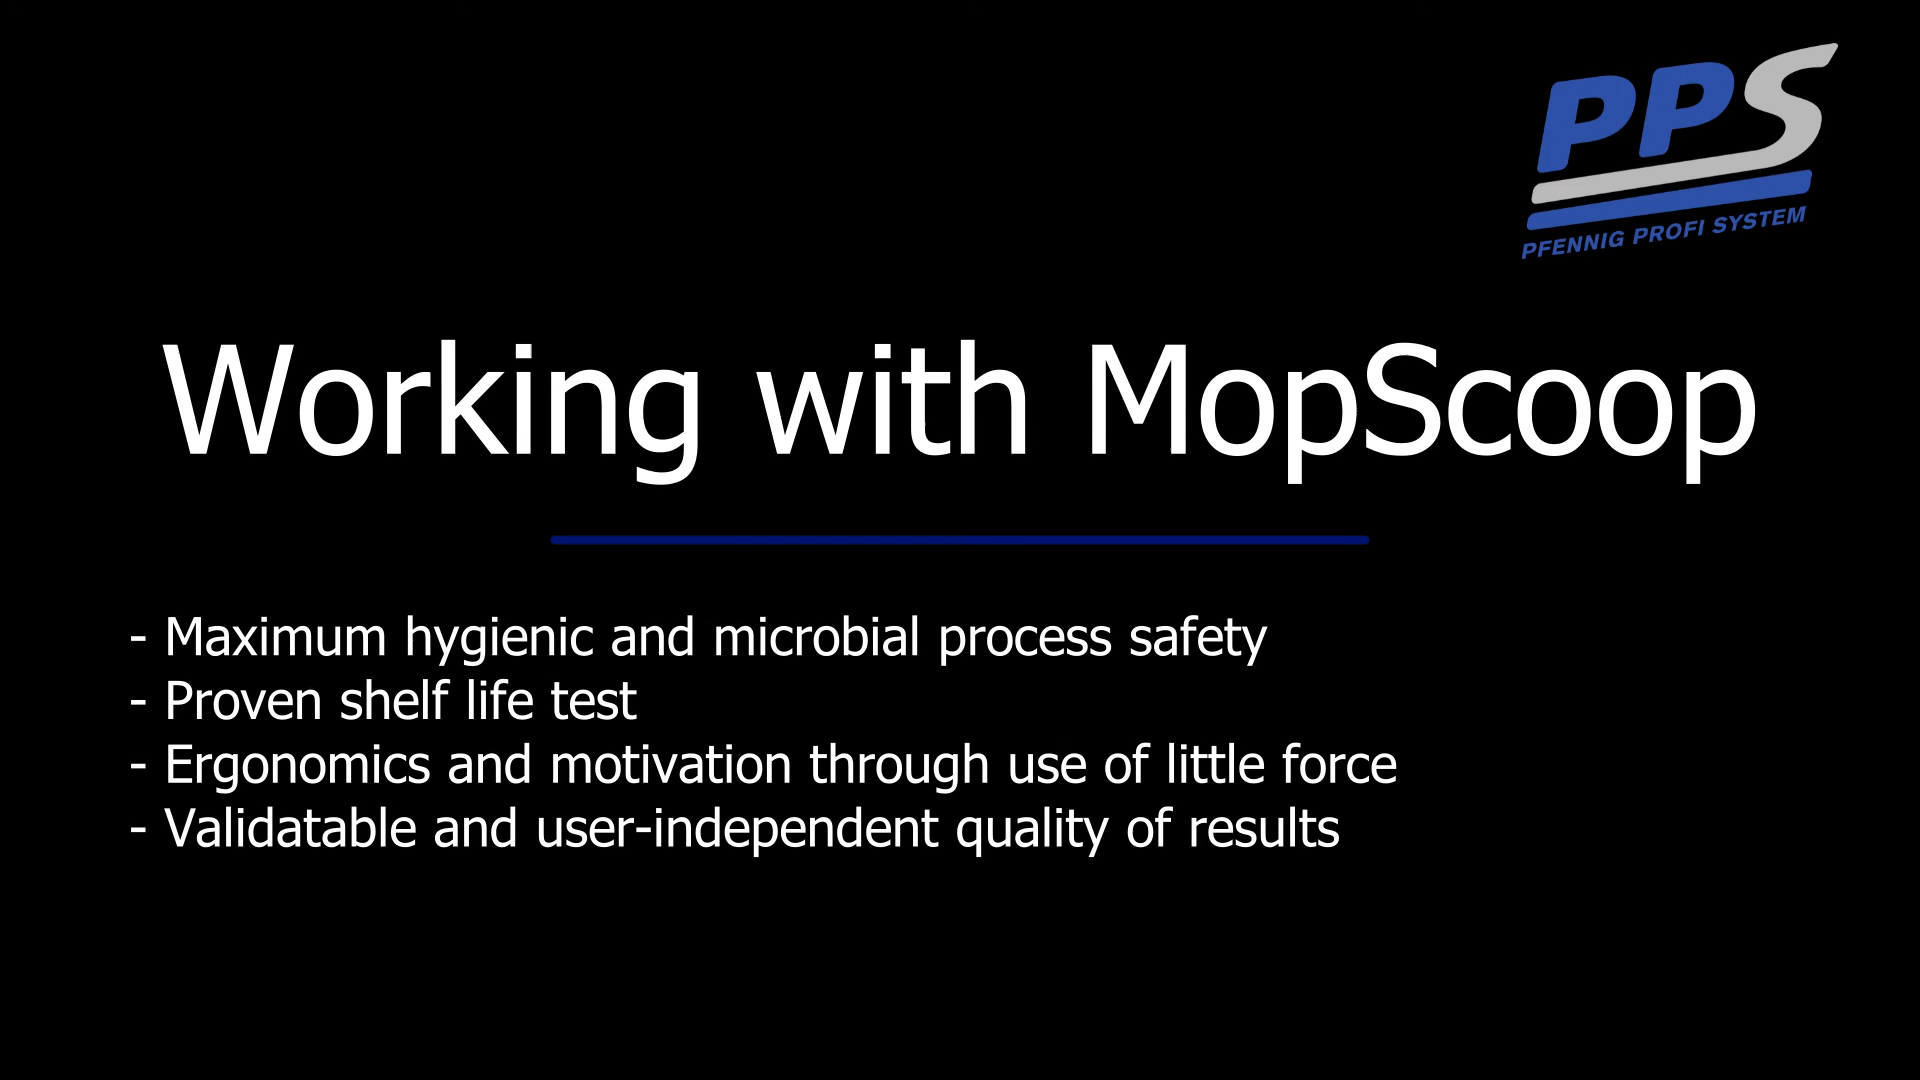 PPS
PFENNIG PROFI SYSTEM
Working with MopScoop
- Maximum hygienic and microbial process safety
- Proven shelf life test
- Ergonomics and motivation through use of little force
- Validatable and user-independent quality of results